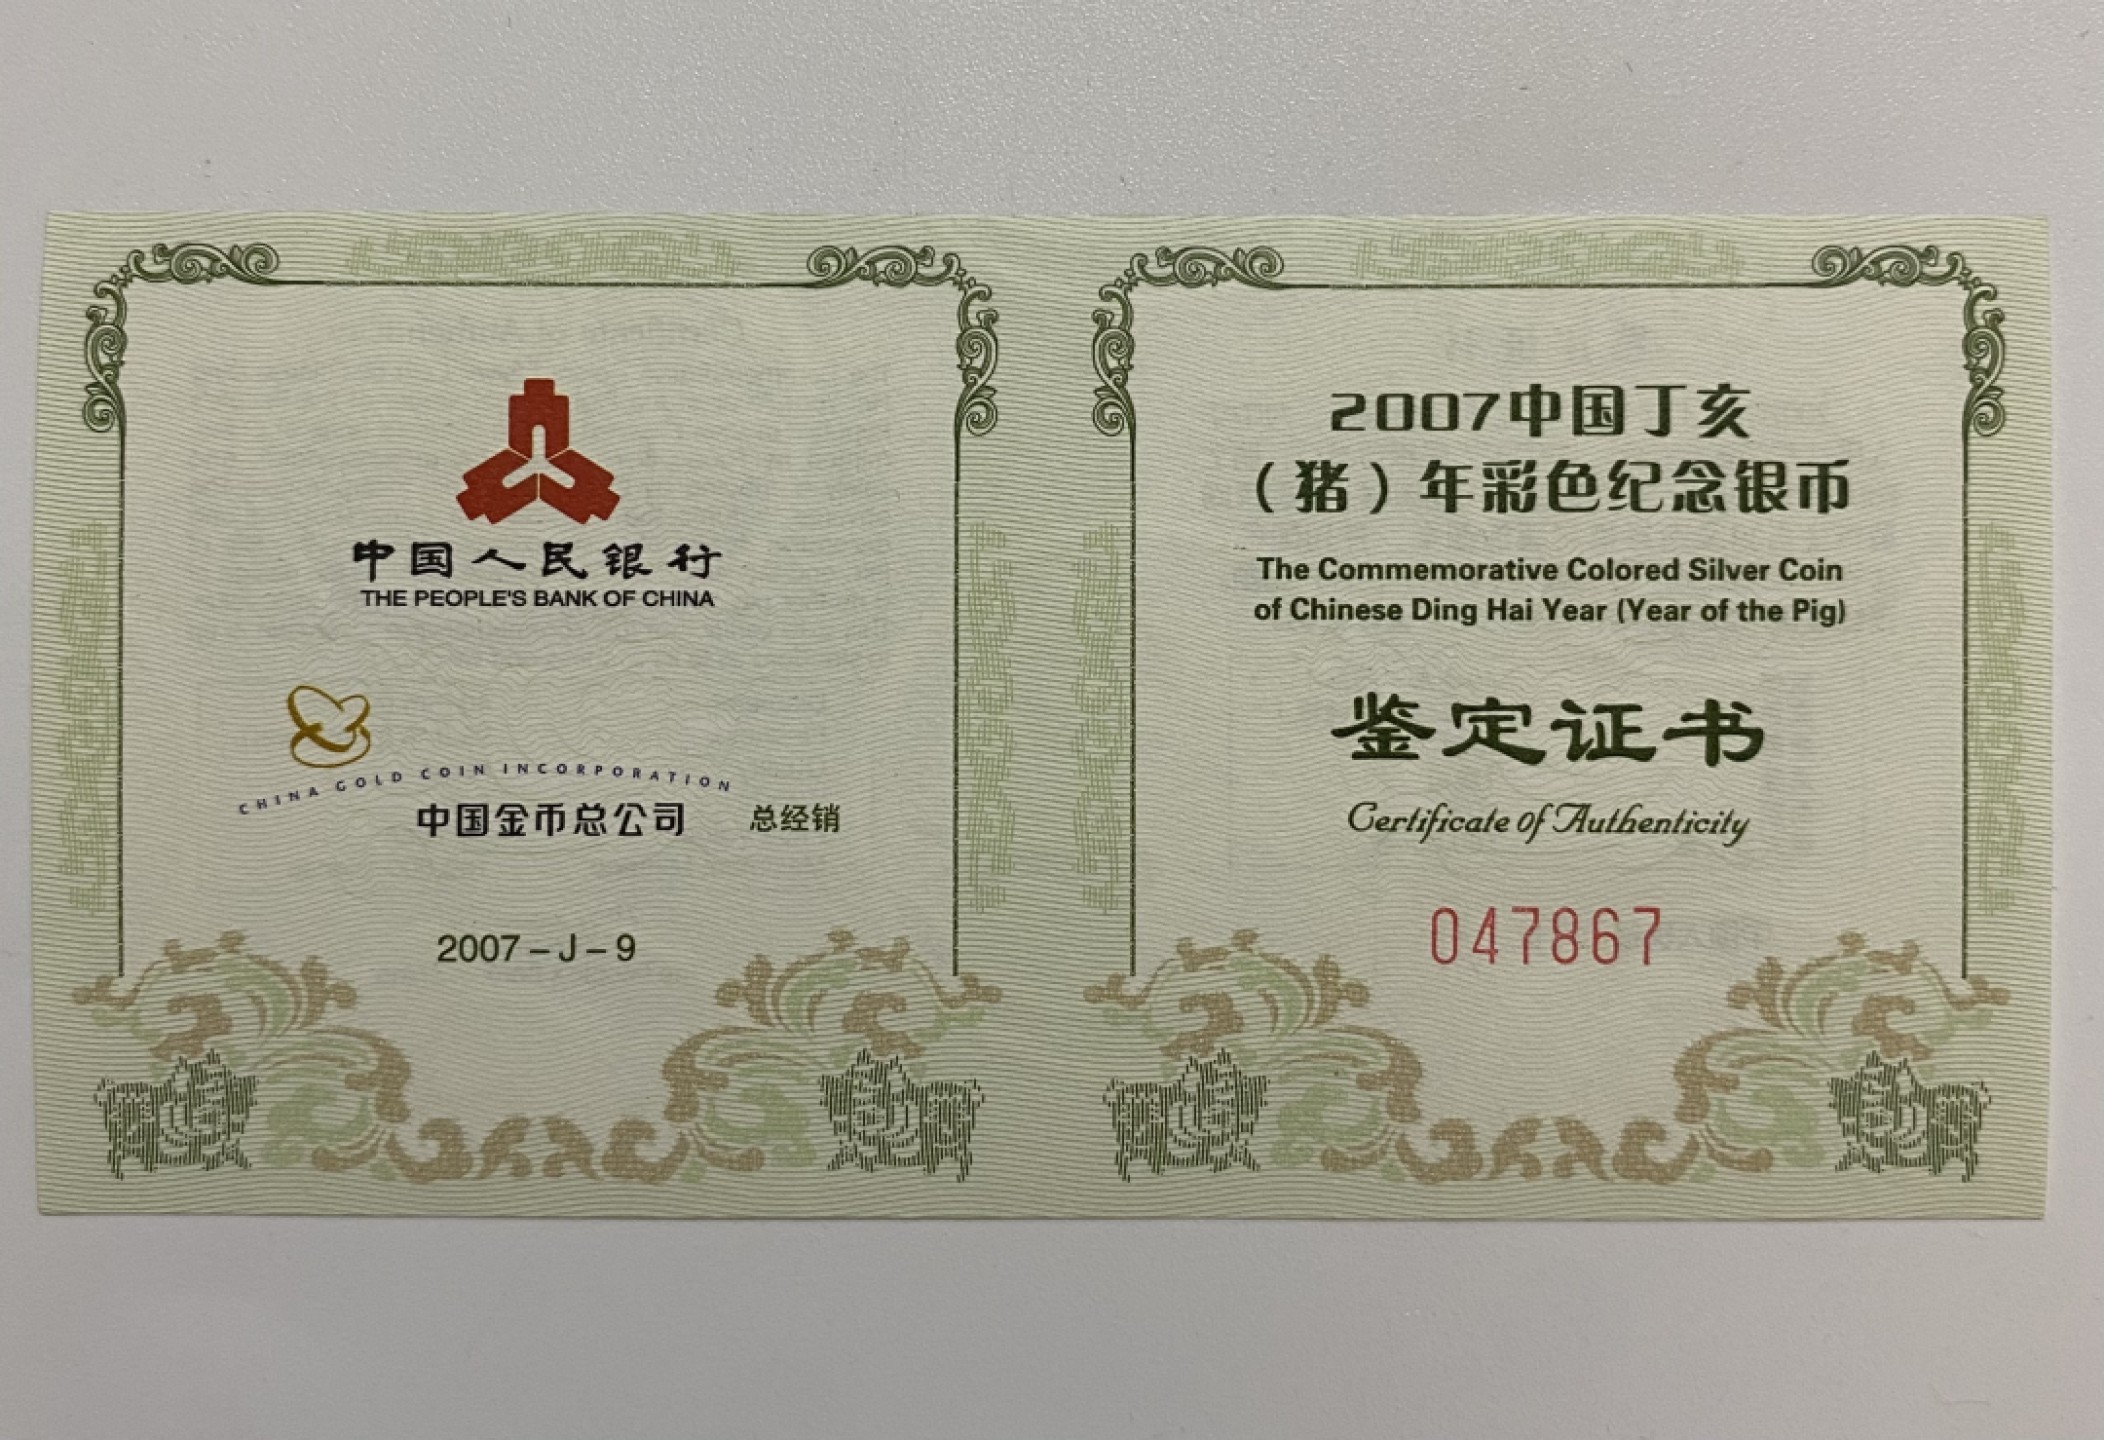 中国人民银行
THE PEOPLE'S BANK OF CHINA
CHINA GOLD COIN INCORPORATION
中国金币总公司 总经销
2007-J-9
2007中国丁亥
（猪）年彩色纪念银币
The Commemorative Colored Silver Coin
of Chinese Ding Hai Year (Year of the Pig)
鉴定证书
Certificate of Authenticity
047867